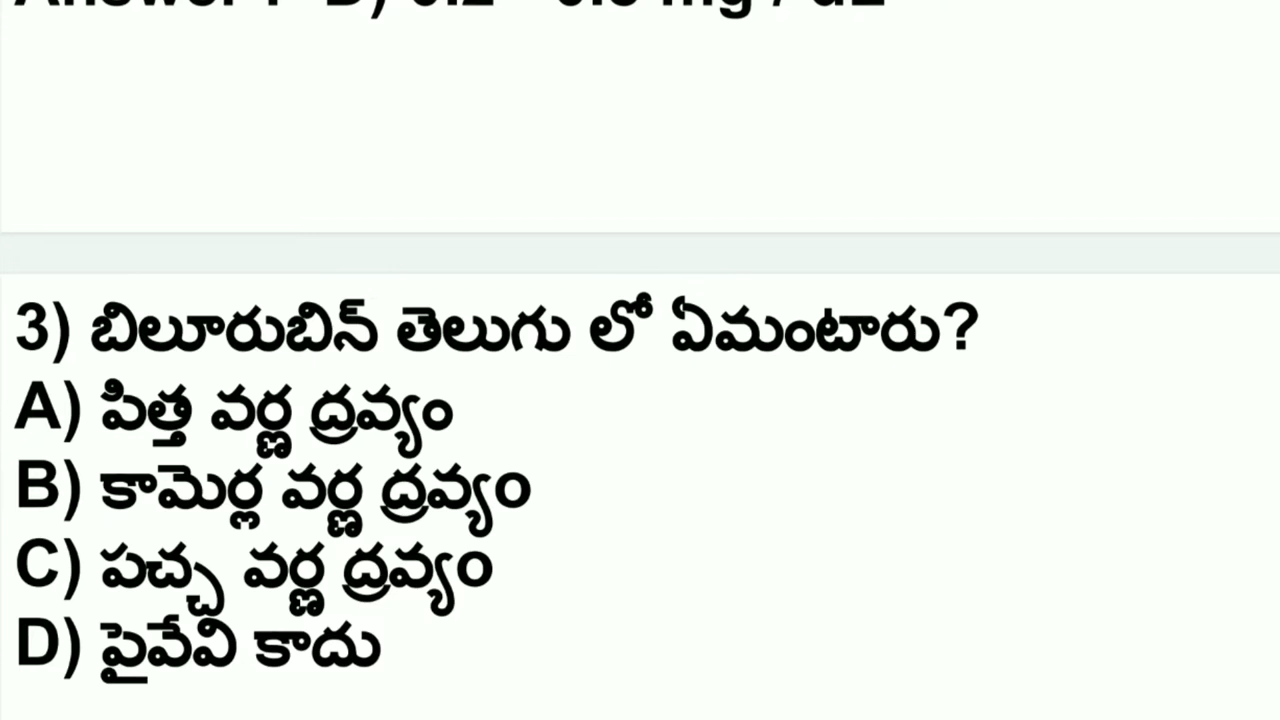 3) బిలూరుబిన్ తెలుగు లో ఏమంటారు?
A) పిత్త వర్ణ ద్రవ్యం
B) కామెర్ల వర్ణ ద్రవ్యం
C) పచ్చ వర్ణ ద్రవ్యం
D) పైవేవి కాదు